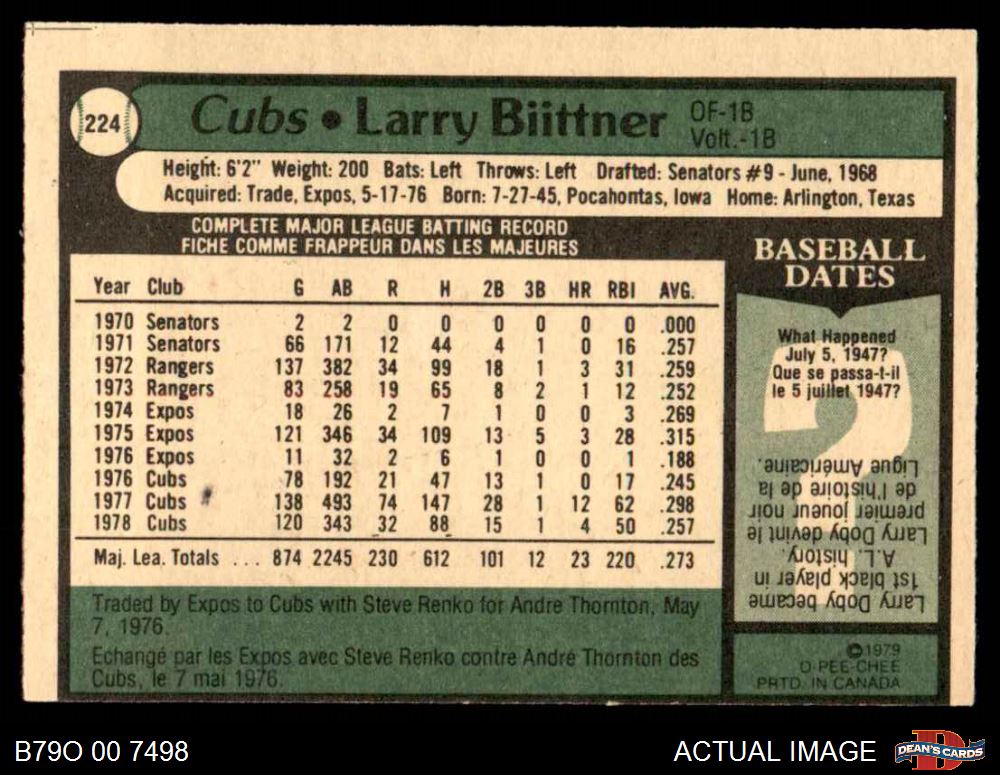 224
Cubs • Larry Biittner OF-1B
Volt.-1B
Height: 6'2" Weight: 200 Bats: Left Throws: Left Drafted: Senators #9 - June, 1968
Acquired: Trade, Expos, 5-17-76 Born: 7-27-45, Pocahontas, Iowa Home: Arlington, Texas
COMPLETE MAJOR LEAGUE BATTING RECORD
FICHE COMME FRAPPEUR DANS LES MAJEURES
Year Club G AB R H 2B 3B HR RBI AVG.
1970 Senators 2 2 0 0 0 0 0 0 .000
1971 Senators 66 171 12 44 4 1 0 16 .257
1972 Rangers 137 382 34 99 18 1 3 31 .259
1973 Rangers 83 258 19 65 8 2 1 12 .252
1974 Expos 18 26 2 7 1 0 0 3 .269
1975 Expos 121 346 34 109 13 5 3 28 .315
1976 Expos 11 32 2 6 1 0 0 1 .188
1976 Cubs 78 192 21 47 13 1 0 17 .245
1977 Cubs 138 493 74 147 28 1 12 62 .298
1978 Cubs 120 343 32 88 15 1 4 50 .257
Maj. Lea. Totals ... 874 2245 230 612 101 12 23 220 .273
Traded by Expos to Cubs with Steve Renko for Andre Thornton, May
7, 1976.
Echangé par les Expos avec Steve Renko contre André Thornton des
Cubs, le 7 mai 1976.
BASEBALL
DATES
What Happened
July 5, 1947?
Que se passa-t-il
le 5 juillet 1947?
Larry Doby became
1st black player in
A.L. history.
Larry Doby devint le
premier joueur noir
de l'histoire de la
Ligue Américaine.
©1979
O-PEE-CHEE
PRTD. IN CANADA
B79O 00 7498
ACTUAL IMAGE
DEAN'S CARDS